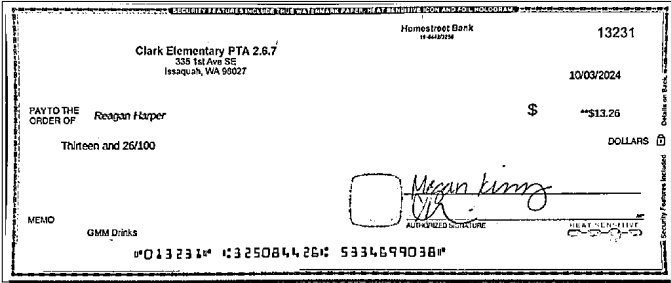 SECURITY FEATURES INCLUDE TRUE WATERMARK PAPER, HEAT SENSITIVE ICON AND FOIL HOLOGRAM
Homestreet Bank
13231
Clark Elementary PTA 2.6.7
335 1st Ave SE
Issaquah, WA 98027
10/03/2024
PAY TO THE
ORDER OF Reagan Harper $ **$13.26
Thirteen and 26/100 DOLLARS
Megan King
MEMO
AUTHORIZED SIGNATURE
HEAT SENSITIVE
GMM Drinks
⑈013231⑈ ⑆325084426⑆ 5334699038⑈
Security Features Included
Details on Back.